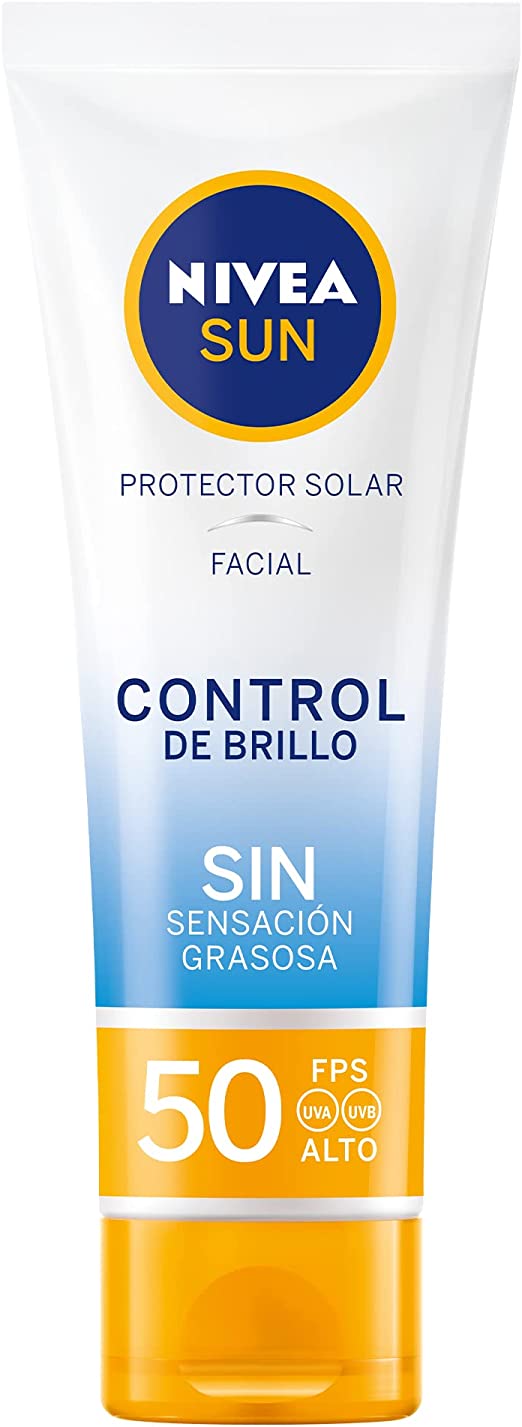 NIVEA
SUN
PROTECTOR SOLAR
FACIAL
CONTROL
DE BRILLO
SIN
SENSACIÓN
GRASOSA
50 FPS
UVA UVB
ALTO